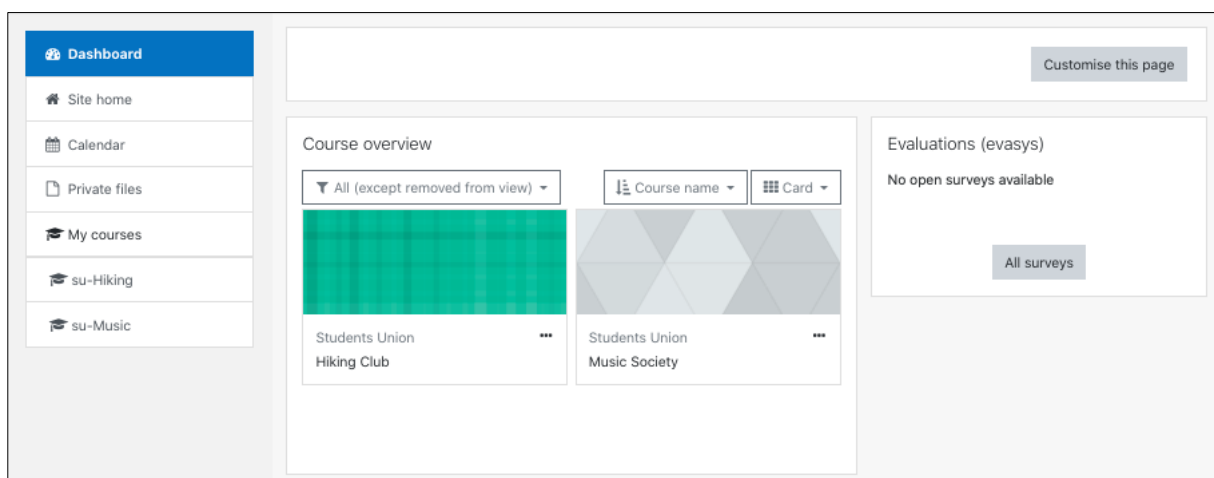 Dashboard
Site home
Calendar
Private files
My courses
su-Hiking
su-Music
Customise this page
Course overview
All (except removed from view)
Course name
Card
Students Union
Hiking Club
Students Union
Music Society
Evaluations (evasys)
No open surveys available
All surveys